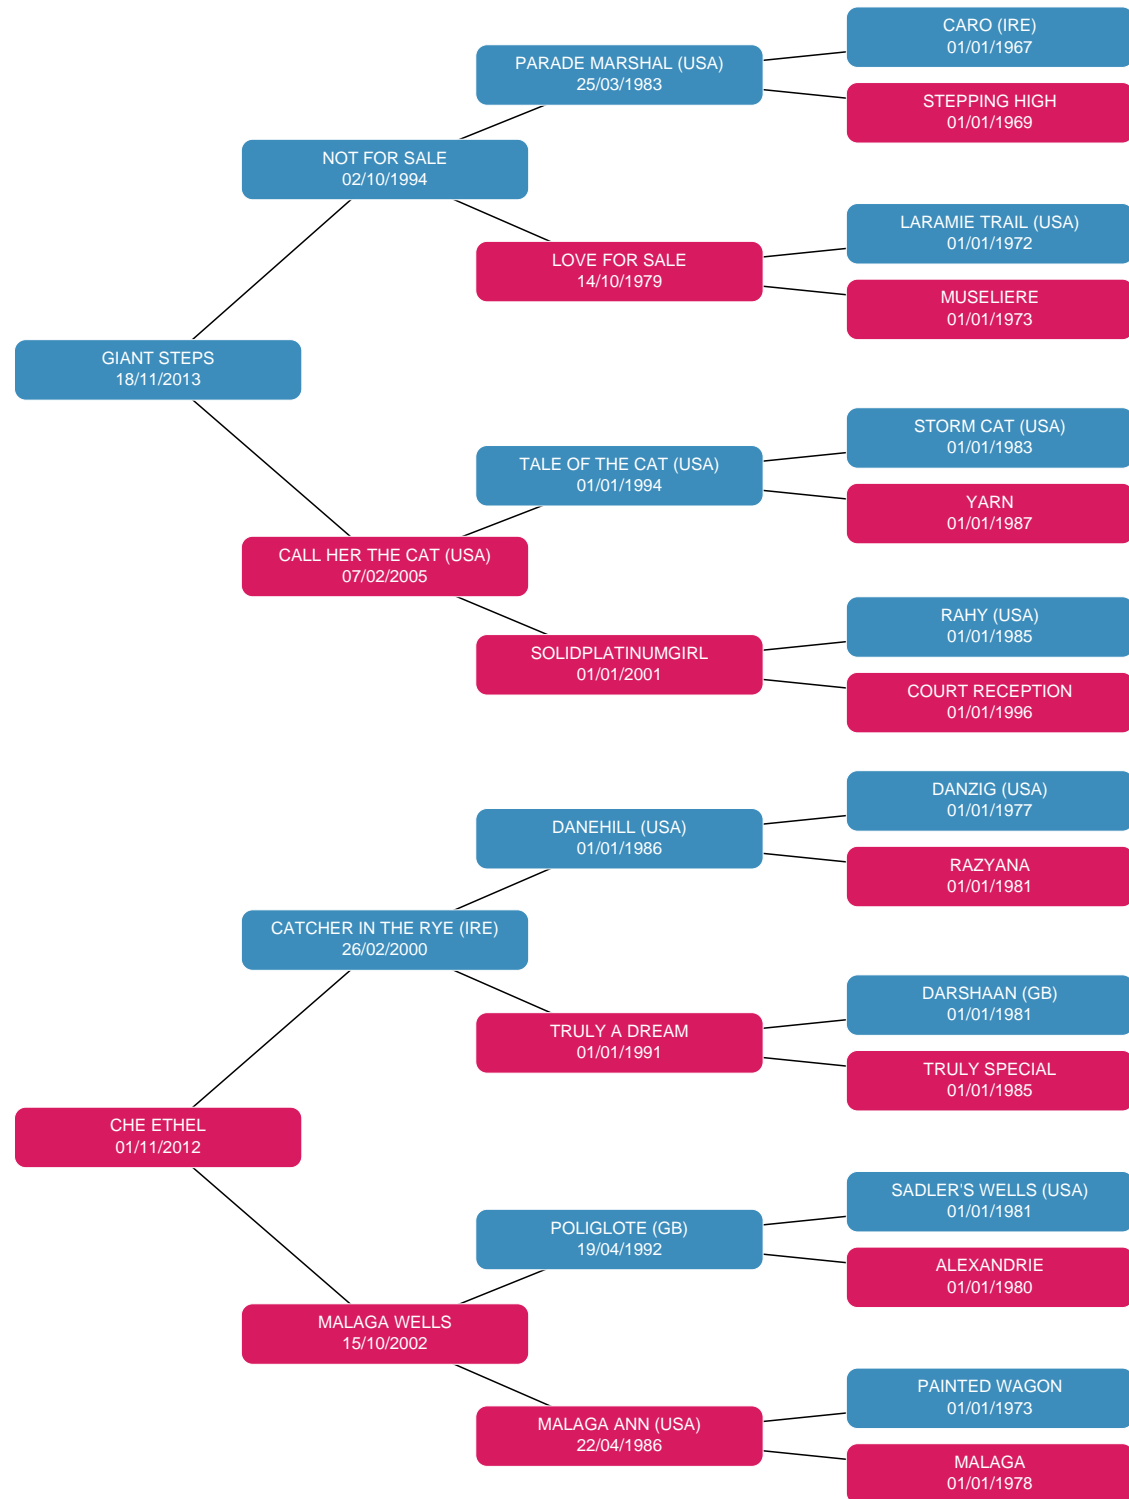 CARO (IRE)
01/01/1967
PARADE MARSHAL (USA)
25/03/1983
STEPPING HIGH
01/01/1969
NOT FOR SALE
02/10/1994
LARAMIE TRAIL (USA)
01/01/1972
LOVE FOR SALE
14/10/1979
MUSELIERE
01/01/1973
GIANT STEPS
18/11/2013
STORM CAT (USA)
01/01/1983
TALE OF THE CAT (USA)
01/01/1994
YARN
01/01/1987
CALL HER THE CAT (USA)
07/02/2005
RAHY (USA)
01/01/1985
SOLIDPLATINUMGIRL
01/01/2001
COURT RECEPTION
01/01/1996
DANZIG (USA)
01/01/1977
DANEHILL (USA)
01/01/1986
RAZYANA
01/01/1981
CATCHER IN THE RYE (IRE)
26/02/2000
DARSHAAN (GB)
01/01/1981
TRULY A DREAM
01/01/1991
TRULY SPECIAL
01/01/1985
CHE ETHEL
01/11/2012
SADLER'S WELLS (USA)
01/01/1981
POLIGLOTE (GB)
19/04/1992
ALEXANDRIE
01/01/1980
MALAGA WELLS
15/10/2002
PAINTED WAGON
01/01/1973
MALAGA ANN (USA)
22/04/1986
MALAGA
01/01/1978